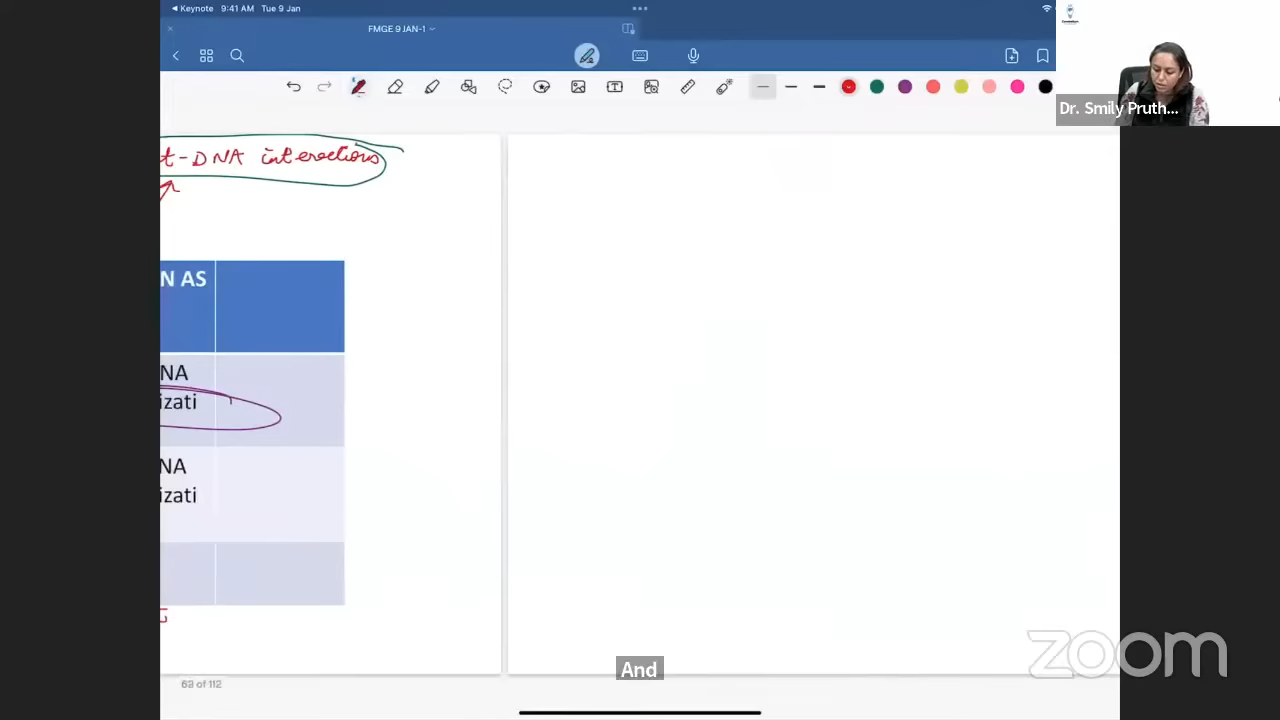 Keynote 9:41 AM Tue 9 Jan
FMGE 9 JAN-1
Dr. Smily Pruth...
t-DNA interactions
N AS
NA
izati
NA
izati
And
zoom
62 of 112